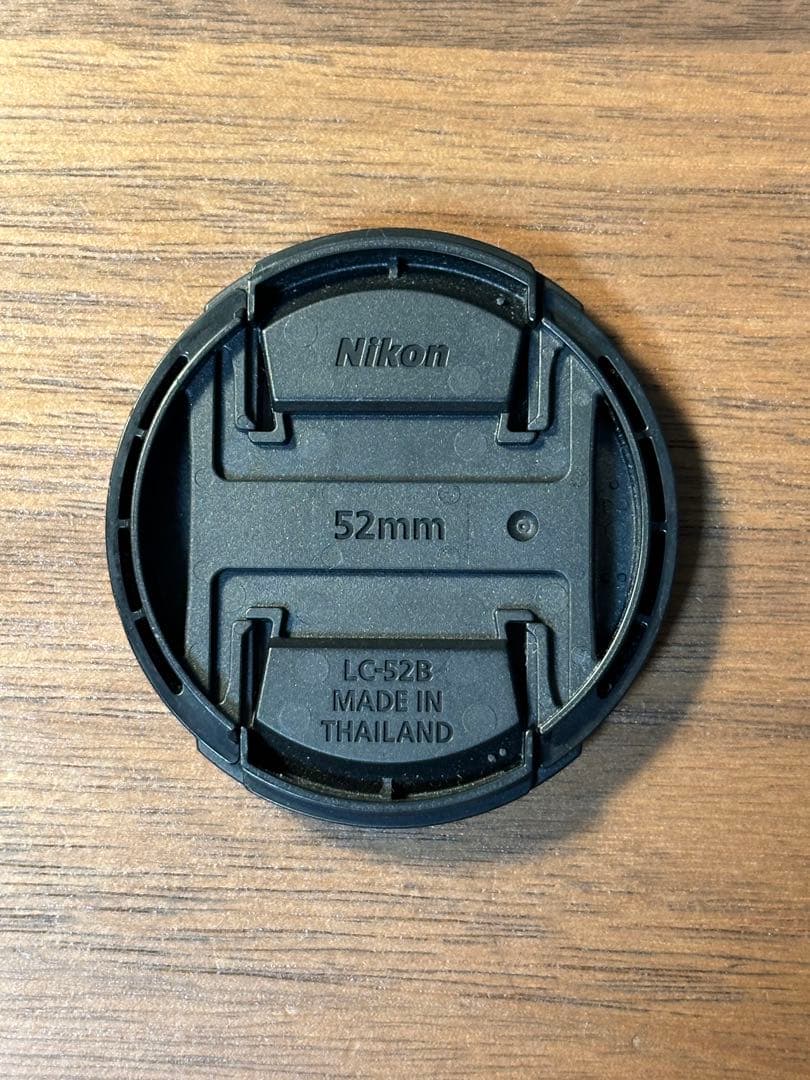 Nikon
52mm
LC-52B
MADE IN
THAILAND